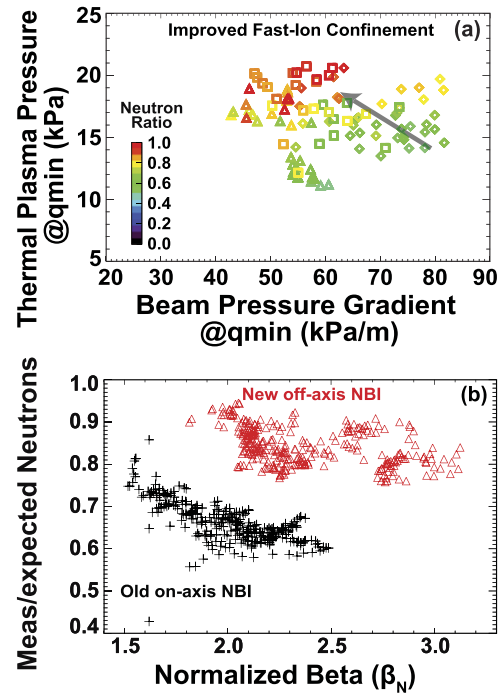 Improved Fast-Ion Confinement
(a)
Thermal Plasma Pressure
@qmin (kPa)
25
20
15
10
5
Neutron
Ratio
1.0
0.8
0.6
0.4
0.2
0.0
20 30 40 50 60 70 80 90
Beam Pressure Gradient
@qmin (kPa/m)
(b)
New off-axis NBI
Meas/expected Neutrons
1.0
0.9
0.8
0.7
0.6
0.5
0.4
Old on-axis NBI
1.5 2.0 2.5 3.0
Normalized Beta (βN)